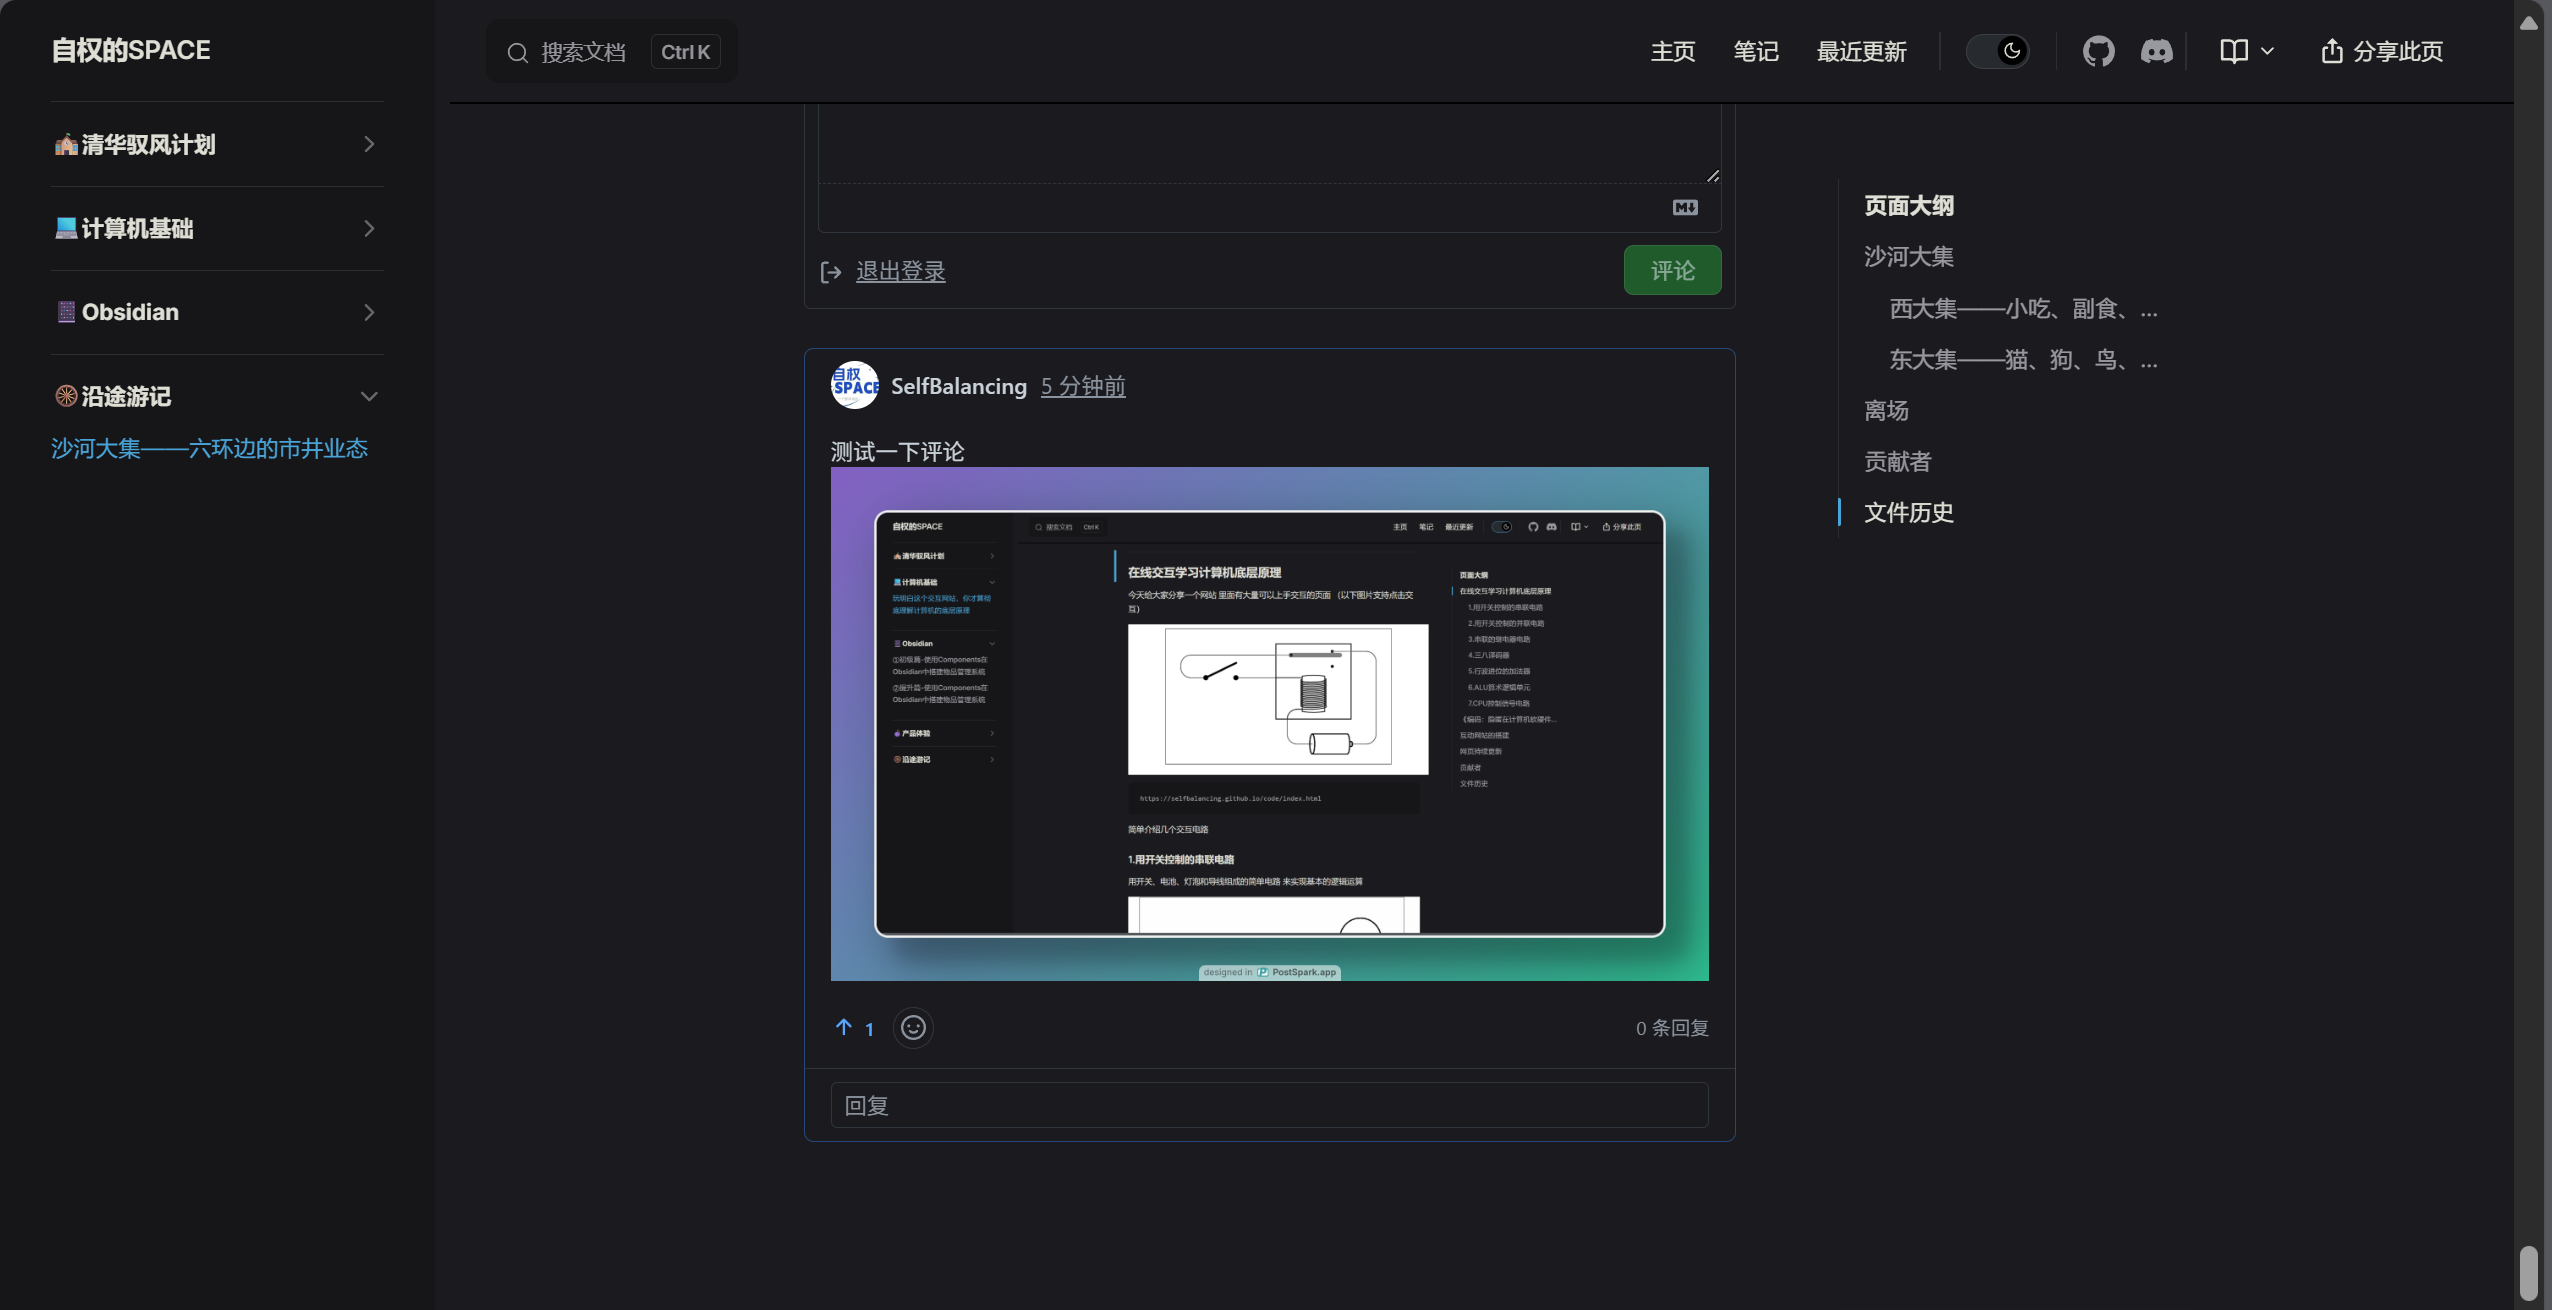 自权的SPACE
清华驭风计划
计算机基础
Obsidian
沿途游记
沙河大集——六环边的市井业态
搜索文档
Ctrl K
主页
笔记
最近更新
分享此页
M
退出登录
评论
自权
SPACE
SelfBalancing 5 分钟前
测试一下评论
自权的SPACE
清华驭风计划
计算机基础
玩明白这个交互网站，你才算彻
底理解计算机的底层原理
Obsidian
①初级篇-使用Components在
Obsidian中搭建物品管理系统
②提升篇-使用Components在
Obsidian中搭建物品管理系统
产品体验
沿途游记
搜索文档 Ctrl K
主页 笔记 最近更新 分享此页
在线交互学习计算机底层原理
今天给大家分享一个网站 里面有大量可以上手交互的页面 （以下图片支持点击交
互）
https://selfbalancing.github.io/code/index.html
简单介绍几个交互电路
1.用开关控制的串联电路
用开关、电池、灯泡和导线组成的简单电路 来实现基本的逻辑运算
页面大纲
在线交互学习计算机底层原理
1.用开关控制的串联电路
2.用开关控制的并联电路
3.串联的继电器电路
4.三八译码器
5.行波进位的加法器
6.ALU算术逻辑单元
7.CPU控制信号电路
《编码：隐匿在计算机软硬件...
互动网站的搭建
网页持续更新
贡献者
文件历史
designed in PostSpark.app
1
0 条回复
回复
页面大纲
沙河大集
西大集——小吃、副食、...
东大集——猫、狗、鸟、...
离场
贡献者
文件历史